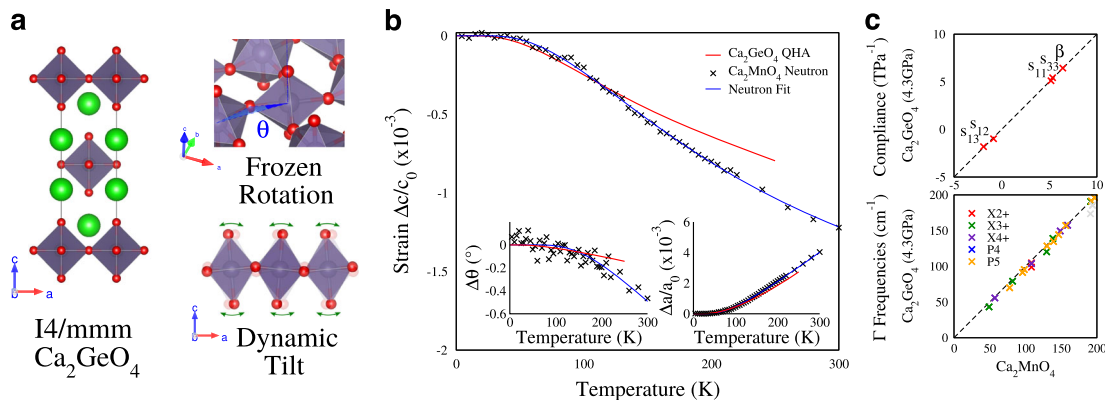 a
c
b
a
I4/mmm
Ca2GeO4
c
b
a
θ
Frozen
Rotation
c
b
a
Dynamic
Tilt
b
Strain Δc/c0 (x10-3)
0
-0.5
-1
-1.5
-2
0
100
200
300
Temperature (K)
Ca2GeO4 QHA
Ca2MnO4 Neutron
Neutron Fit
Δθ (°)
0.2
0
-0.2
-0.4
-0.6
0
100
200
300
Temperature (K)
Δa/a0 (x10-3)
6
4
2
0
0
100
200
300
Temperature (K)
c
Compliance (TPa-1)
Ca2GeO4 (4.3GPa)
10
5
0
-5
-5
0
5
10
β
s11
s33
s13
s12
Γ Frequencies (cm-1)
Ca2GeO4 (4.3GPa)
200
150
100
50
0
X2+
X3+
X4+
P4
P5
0
50
100
150
200
Ca2MnO4